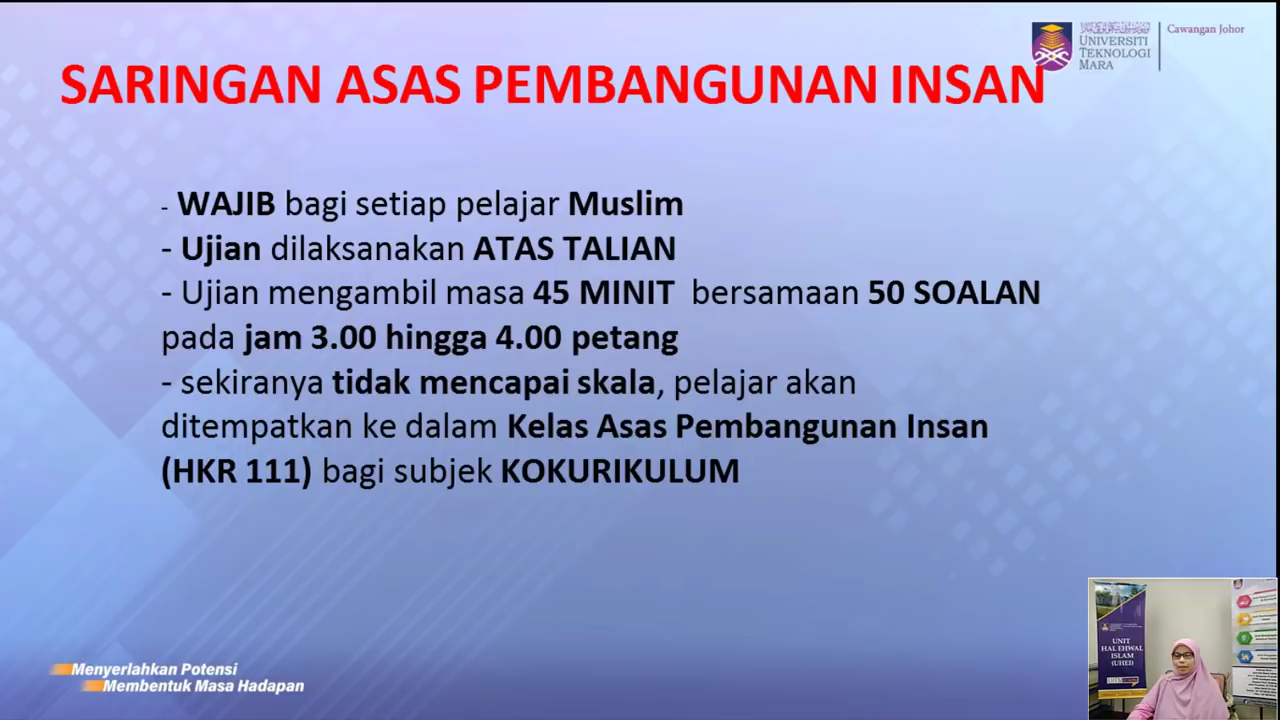 UNIVERSITI
TEKNOLOGI
MARA
Cawangan Johor
SARINGAN ASAS PEMBANGUNAN INSAN
- WAJIB bagi setiap pelajar Muslim
- Ujian dilaksanakan ATAS TALIAN
- Ujian mengambil masa 45 MINIT bersamaan 50 SOALAN
pada jam 3.00 hingga 4.00 petang
- sekiranya tidak mencapai skala, pelajar akan
ditempatkan ke dalam Kelas Asas Pembangunan Insan
(HKR 111) bagi subjek KOKURIKULUM
Menyerlahkan Potensi
Membentuk Masa Hadapan
UNIT
HAL EHWAL
ISLAM
(UHEI)